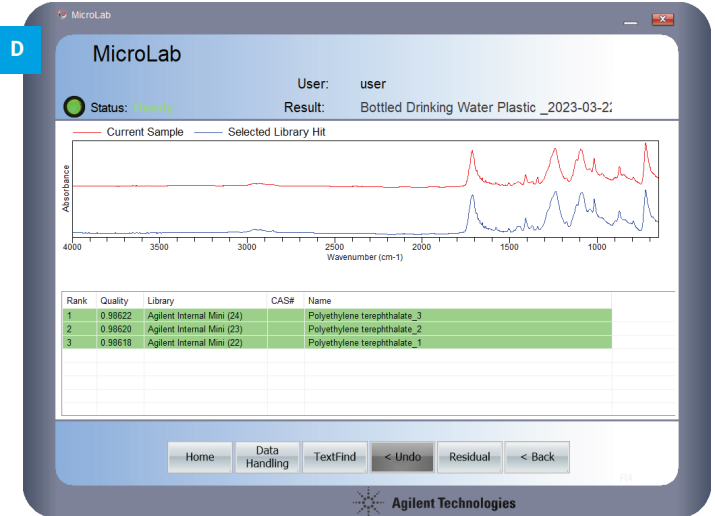 MicroLab
D
MicroLab
User: user
Status: Ready
Result: Bottled Drinking Water Plastic _2023-03-22
Current Sample
Selected Library Hit
Absorbance
4000 3500 3000 2500 2000 1500 1000
Wavenumber (cm-1)
Rank Quality Library CAS# Name
1 0.98622 Agilent Internal Mini (24) Polyethylene terephthalate_3
2 0.98620 Agilent Internal Mini (23) Polyethylene terephthalate_2
3 0.98618 Agilent Internal Mini (22) Polyethylene terephthalate_1
Home
Data
Handling
TextFind
< Undo
Residual
< Back
Agilent Technologies